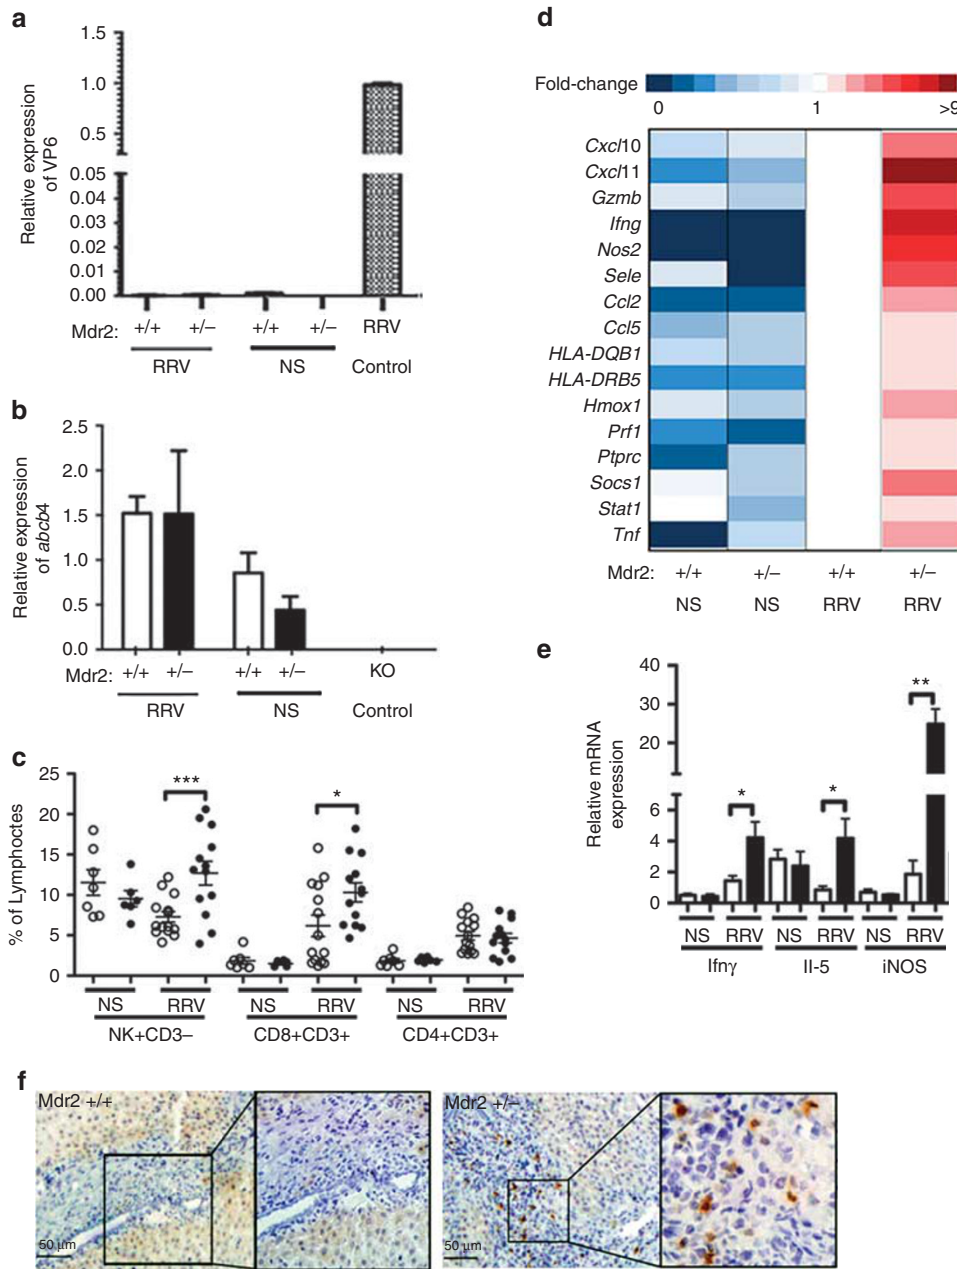 a
Relative expression
of VP6
1.5
1.0
0.5
0.05
0.04
0.03
0.02
0.01
0.00
Mdr2: +/+ +/− +/+ +/− RRV
RRV NS Control
b
Relative expression
of abcb4
2.5
2.0
1.5
1.0
0.5
0.0
Mdr2: +/+ +/− +/+ +/− KO
RRV NS Control
c
% of Lymphoctes
25
20
15
10
5
0
*** *
NS RRV NS RRV NS RRV
NK+CD3− CD8+CD3+ CD4+CD3+
d
Fold-change
0 1 >9
Cxcl10
Cxcl11
Gzmb
Ifng
Nos2
Sele
Ccl2
Ccl5
HLA-DQB1
HLA-DRB5
Hmox1
Prf1
Ptprc
Socs1
Stat1
Tnf
Mdr2: +/+ +/− +/+ +/−
NS NS RRV RRV
e
Relative mRNA
expression
40
20
6
4
2
0
* * **
NS RRV NS RRV NS RRV
Ifnγ Il-5 iNOS
f
Mdr2 +/+
50 μm
Mdr2 +/−
50 μm